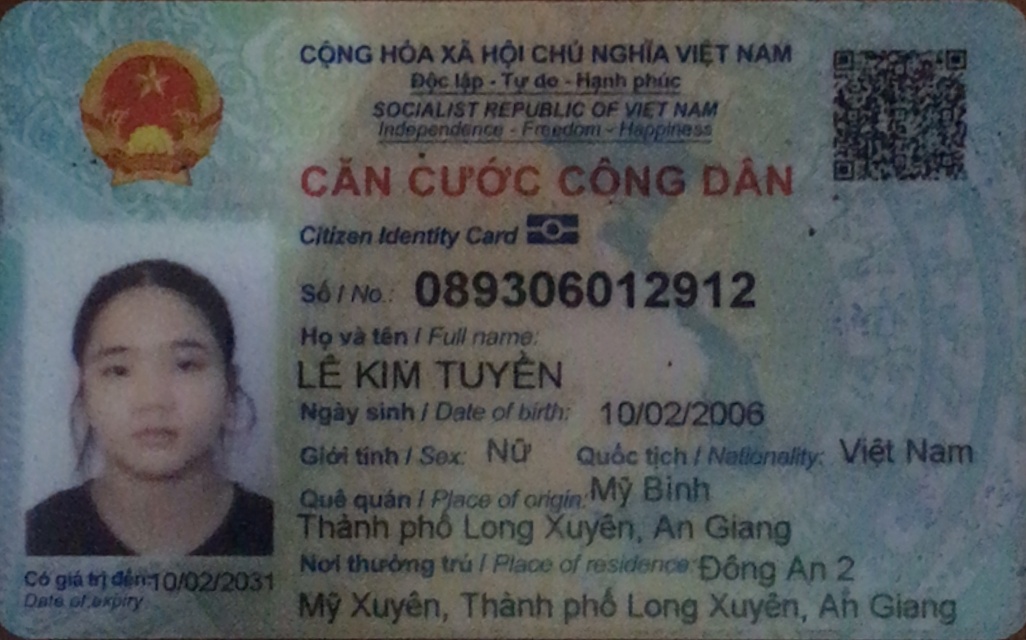 CỘNG HÒA XÃ HỘI CHỦ NGHĨA VIỆT NAM
Độc lập - Tự do - Hạnh phúc
SOCIALIST REPUBLIC OF VIET NAM
Independence - Freedom - Happiness
CĂN CƯỚC CÔNG DÂN
Citizen Identity Card
Số / No.: 089306012912
Họ và tên / Full name:
LÊ KIM TUYỀN
Ngày sinh / Date of birth: 10/02/2006
Giới tính / Sex: Nữ Quốc tịch / Nationality: Việt Nam
Quê quán / Place of origin: Mỹ Bình
Thành phố Long Xuyên, An Giang
Nơi thường trú / Place of residence: Đông An 2
Mỹ Xuyên, Thành phố Long Xuyên, An Giang
Có giá trị đến: 10/02/2031
Date of expiry